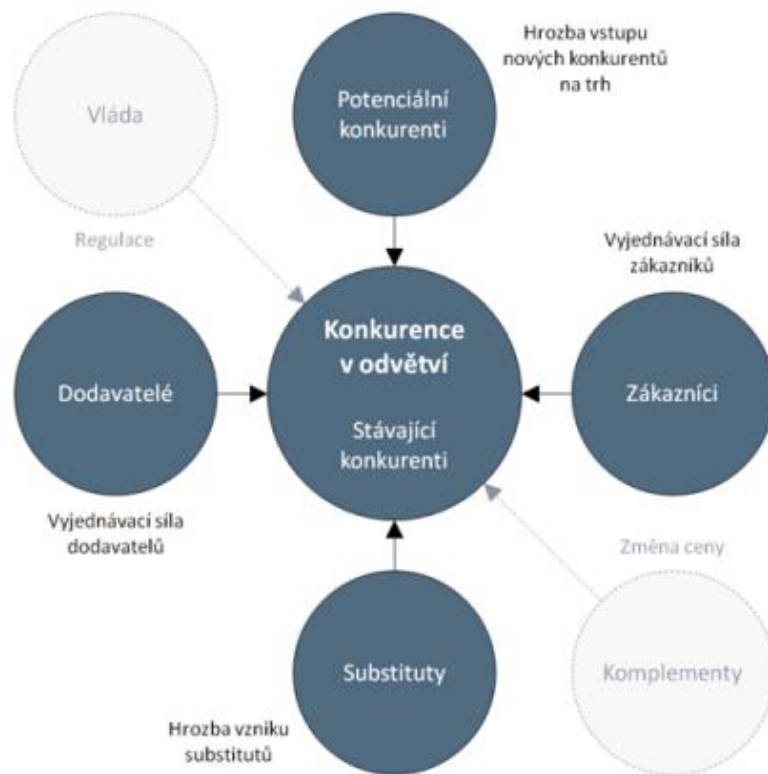 Hrozba vstupu
nových konkurentů
na trh
Potenciální
konkurenti
Vláda
Regulace
Vyjednávací síla
zákazníků
Konkurence
v odvětví
Stávající
konkurenti
Dodavatelé
Zákazníci
Vyjednávací síla
dodavatelů
Změna ceny
Substituty
Komplementy
Hrozba vzniku
substitutů